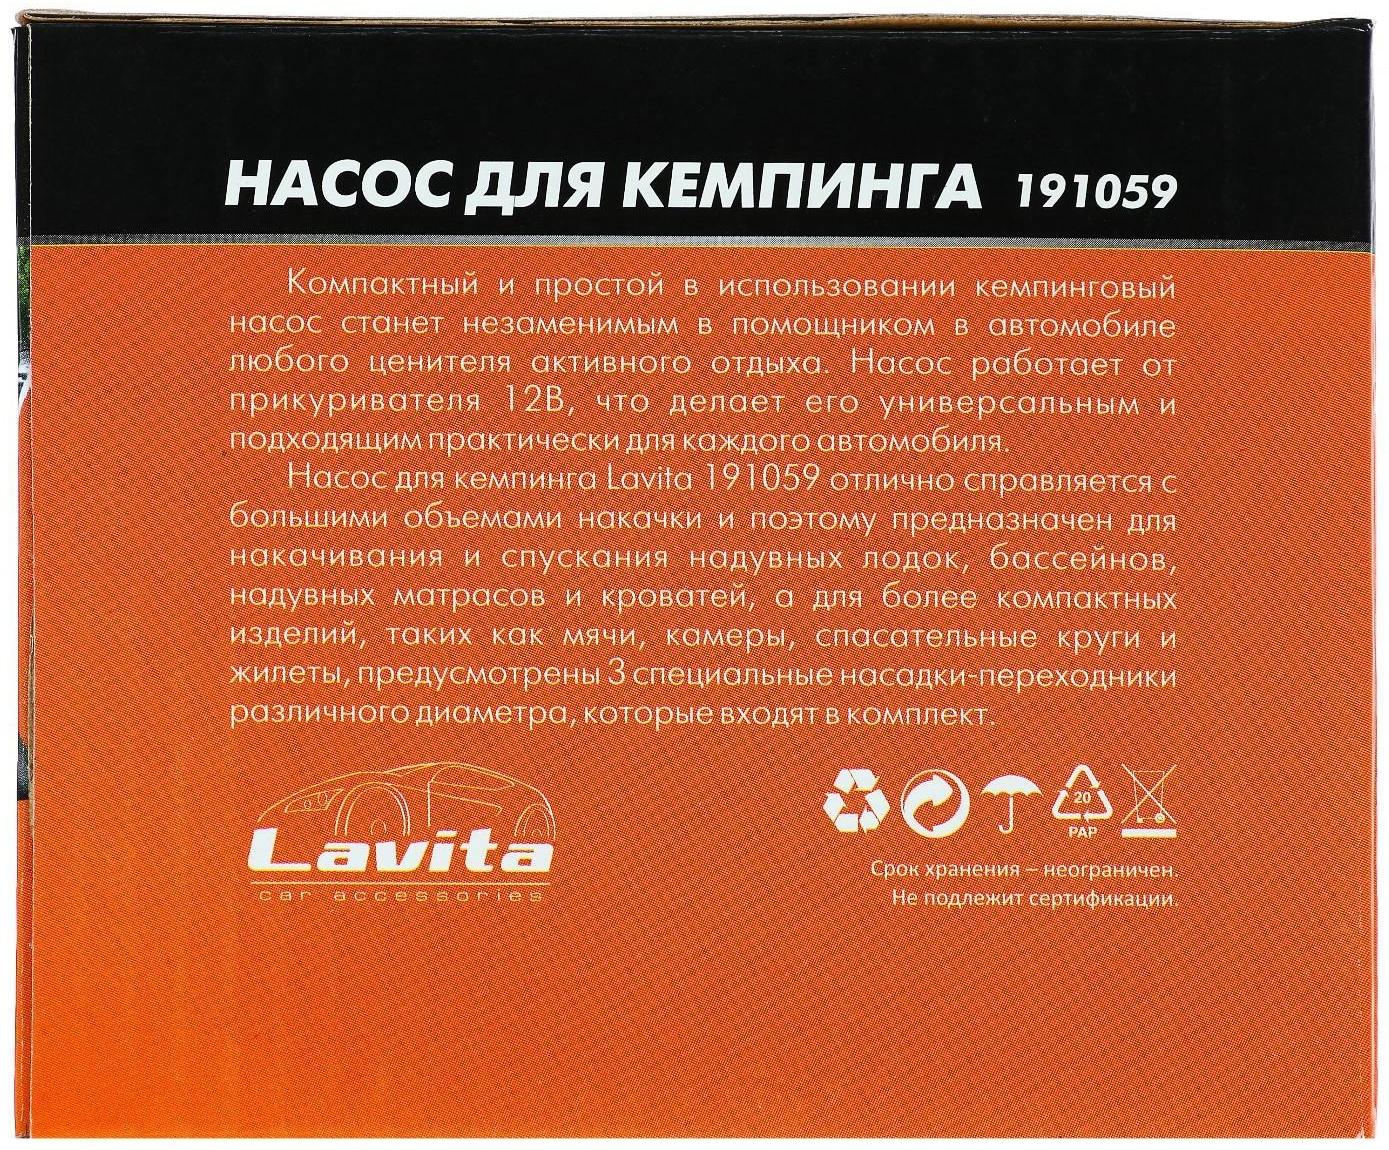 НАСОС ДЛЯ КЕМПИНГА 191059
Компактный и простой в использовании кемпинговый
насос станет незаменимым в помощником в автомобиле
любого ценителя активного отдыха. Насос работает от
прикуривателя 12В, что делает его универсальным и
подходящим практически для каждого автомобиля.
Насос для кемпинга Lavita 191059 отлично справляется с
большими объемами накачки и поэтому предназначен для
накачивания и спускания надувных лодок, бассейнов,
надувных матрасов и кроватей, а для более компактных
изделий, таких как мячи, камеры, спасательные круги и
жилеты, предусмотрены 3 специальные насадки-переходники
различного диаметра, которые входят в комплект.
Lavita
car accessories
20
PAP
Срок хранения – неограничен.
Не подлежит сертификации.